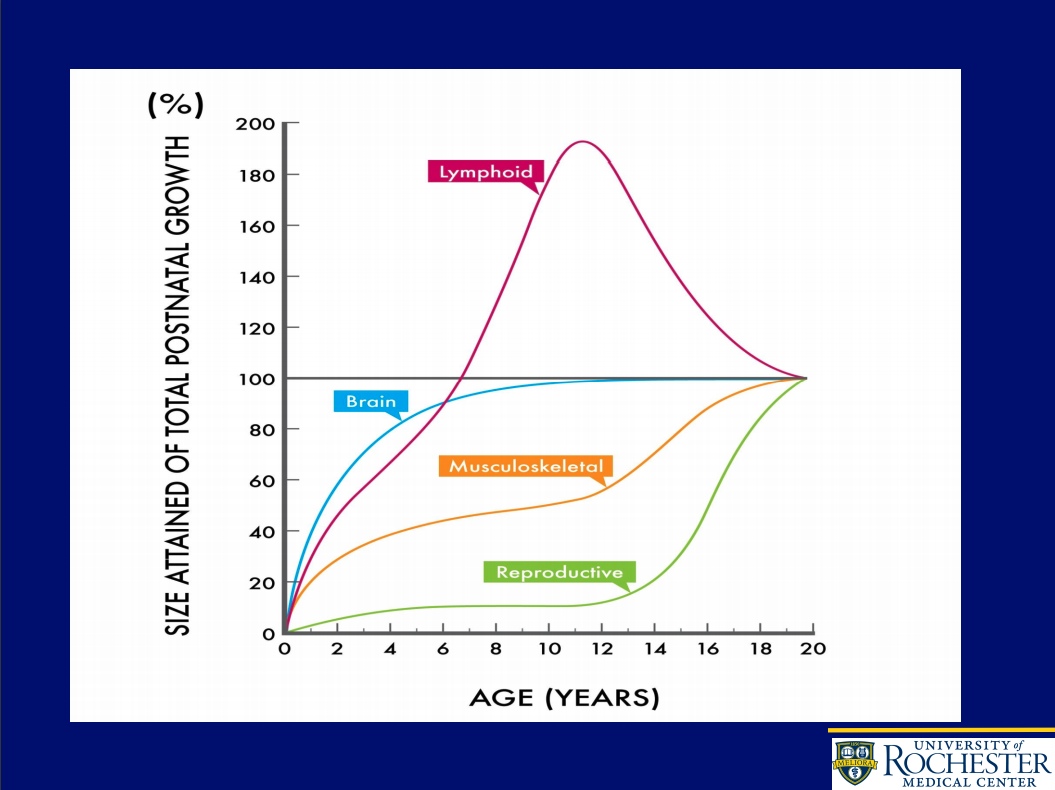 (%)
SIZE ATTAINED OF TOTAL POSTNATAL GROWTH
200
180
160
140
120
100
80
60
40
20
0
Lymphoid
Brain
Musculoskeletal
Reproductive
0 2 4 6 8 10 12 14 16 18 20
AGE (YEARS)
MELIORA
UNIVERSITY of
ROCHESTER
MEDICAL CENTER